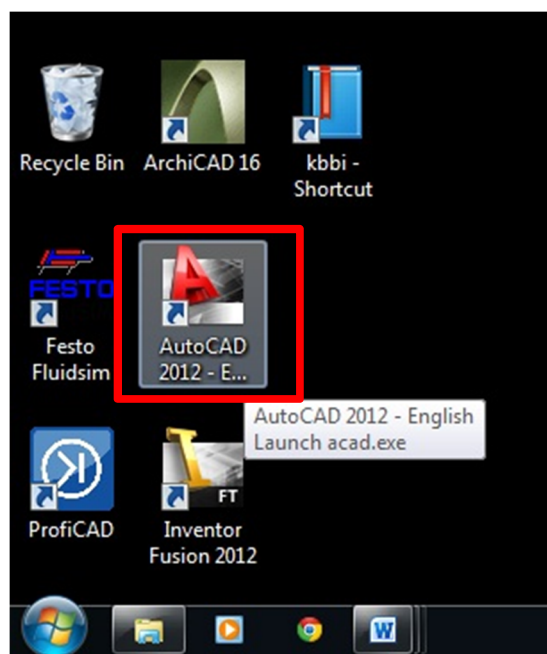 Recycle Bin
ArchiCAD 16
kbbi -
Shortcut
FESTO
Festo
Fluidsim
AutoCAD
2012 - E...
AutoCAD 2012 - English
Launch acad.exe
ProfiCAD
FT
Inventor
Fusion 2012